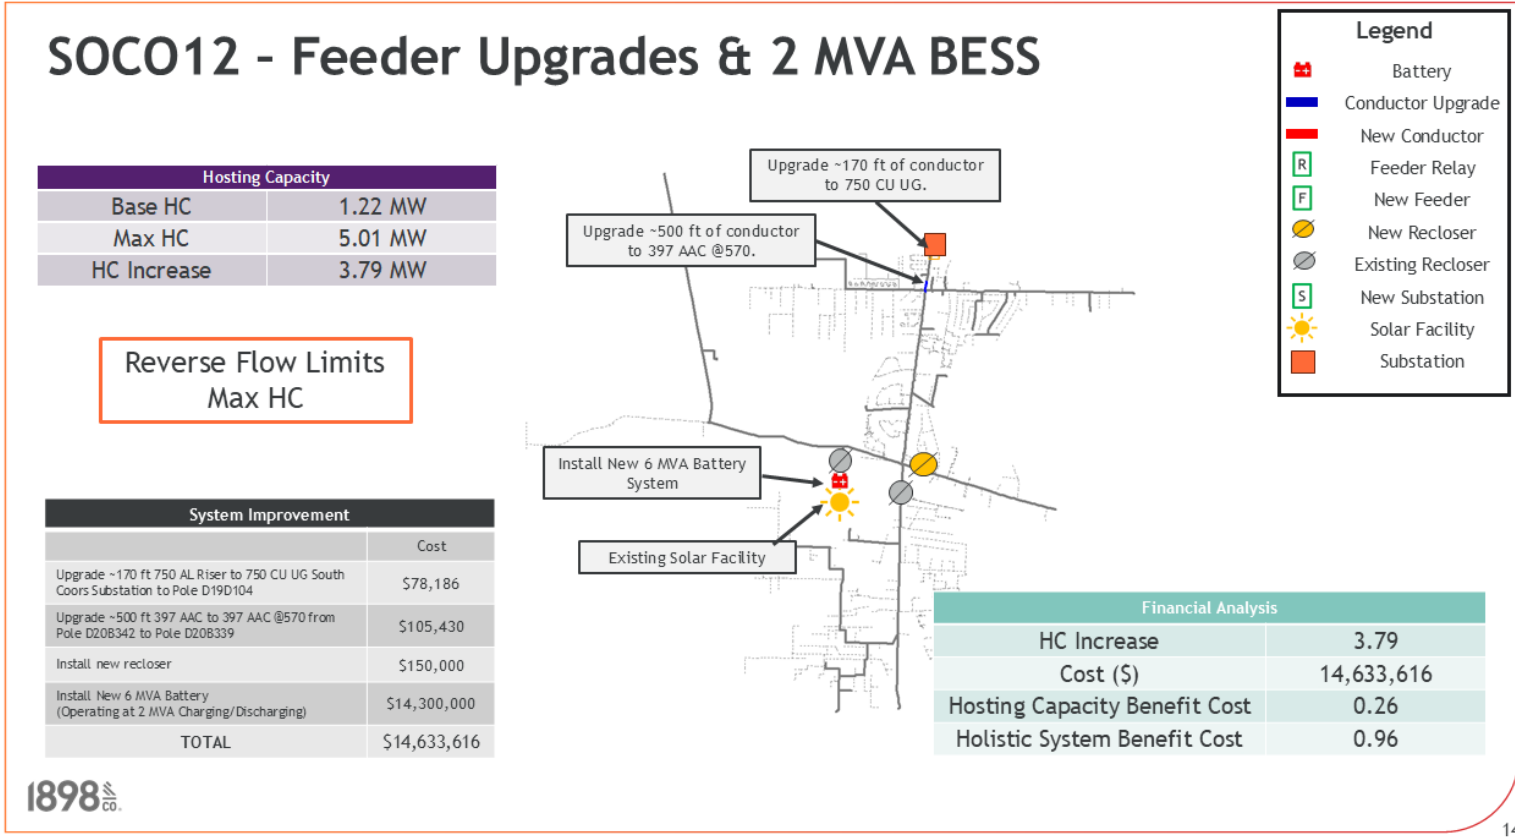 SOCO12 – Feeder Upgrades & 2 MVA BESS
Legend
Battery
Conductor Upgrade
New Conductor
R Feeder Relay
F New Feeder
New Recloser
Existing Recloser
S New Substation
Solar Facility
Substation
Hosting Capacity
Base HC 1.22 MW
Max HC 5.01 MW
HC Increase 3.79 MW
Reverse Flow Limits
Max HC
Upgrade ~170 ft of conductor
to 750 CU UG.
Upgrade ~500 ft of conductor
to 397 AAC @570.
Install New 6 MVA Battery
System
Existing Solar Facility
System Improvement
Cost
Upgrade ~170 ft 750 AL Riser to 750 CU UG South
Coors Substation to Pole D19D104
$78,186
Upgrade ~500 ft 397 AAC to 397 AAC @570 from
Pole D20B342 to Pole D20B339
$105,430
Install new recloser $150,000
Install New 6 MVA Battery
(Operating at 2 MVA Charging/Discharging)
$14,300,000
TOTAL $14,633,616
Financial Analysis
HC Increase 3.79
Cost ($) 14,633,616
Hosting Capacity Benefit Cost 0.26
Holistic System Benefit Cost 0.96
1898 & CO.
14